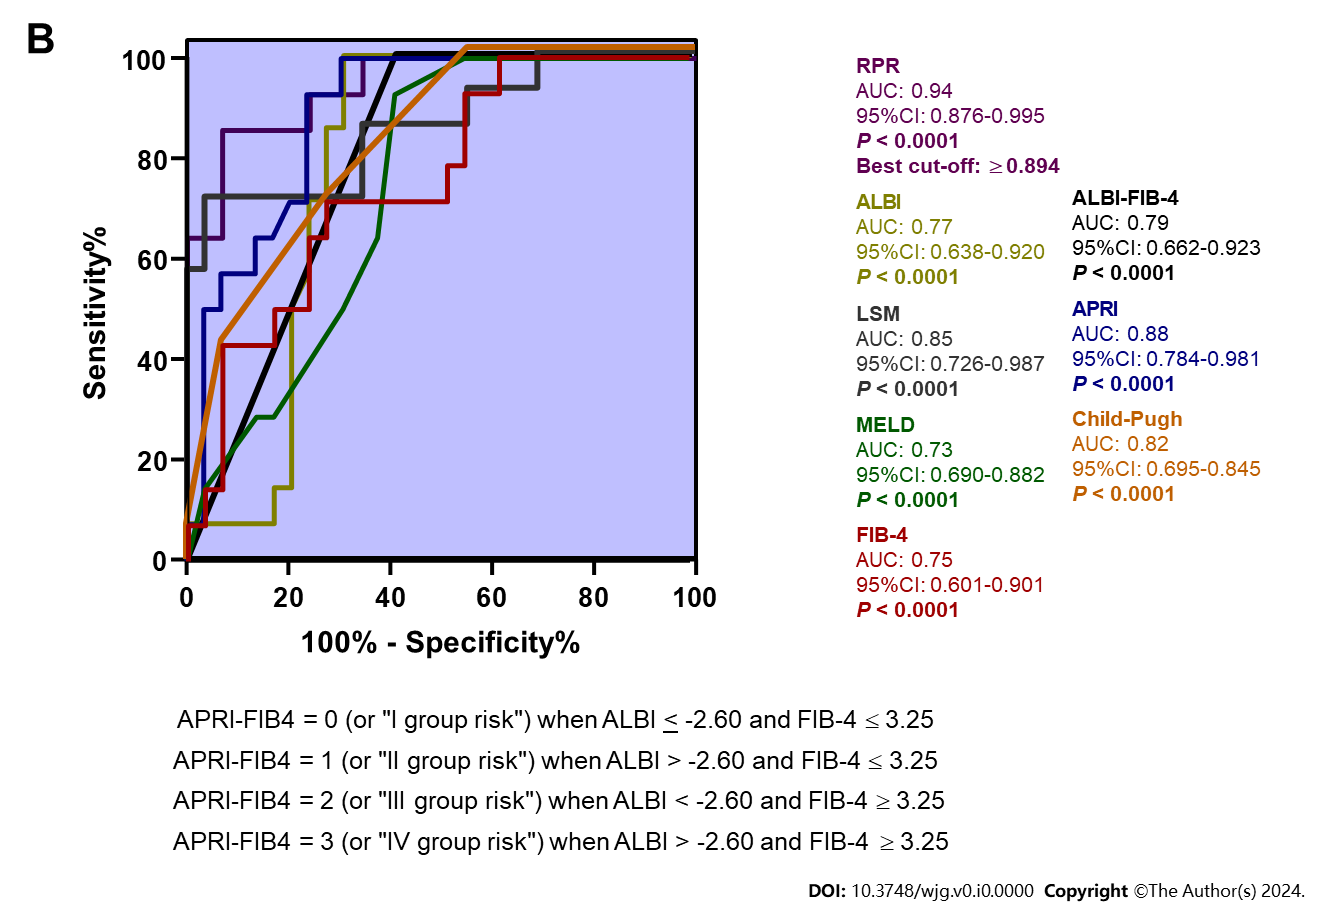 B
100
80
60
40
20
0
Sensitivity%
0 20 40 60 80 100
100% - Specificity%
RPR
AUC: 0.94
95%CI: 0.876-0.995
P < 0.0001
Best cut-off: ≥ 0.894
ALBI
AUC: 0.77
95%CI: 0.638-0.920
P < 0.0001
LSM
AUC: 0.85
95%CI: 0.726-0.987
P < 0.0001
MELD
AUC: 0.73
95%CI: 0.690-0.882
P < 0.0001
FIB-4
AUC: 0.75
95%CI: 0.601-0.901
P < 0.0001
ALBI-FIB-4
AUC: 0.79
95%CI: 0.662-0.923
P < 0.0001
APRI
AUC: 0.88
95%CI: 0.784-0.981
P < 0.0001
Child-Pugh
AUC: 0.82
95%CI: 0.695-0.845
P < 0.0001
APRI-FIB4 = 0 (or "I group risk") when ALBI ≤ -2.60 and FIB-4 ≤ 3.25
APRI-FIB4 = 1 (or "II group risk") when ALBI > -2.60 and FIB-4 ≤ 3.25
APRI-FIB4 = 2 (or "III group risk") when ALBI < -2.60 and FIB-4 ≥ 3.25
APRI-FIB4 = 3 (or "IV group risk") when ALBI > -2.60 and FIB-4 ≥ 3.25
DOI: 10.3748/wjg.v0.i0.0000 Copyright ©The Author(s) 2024.